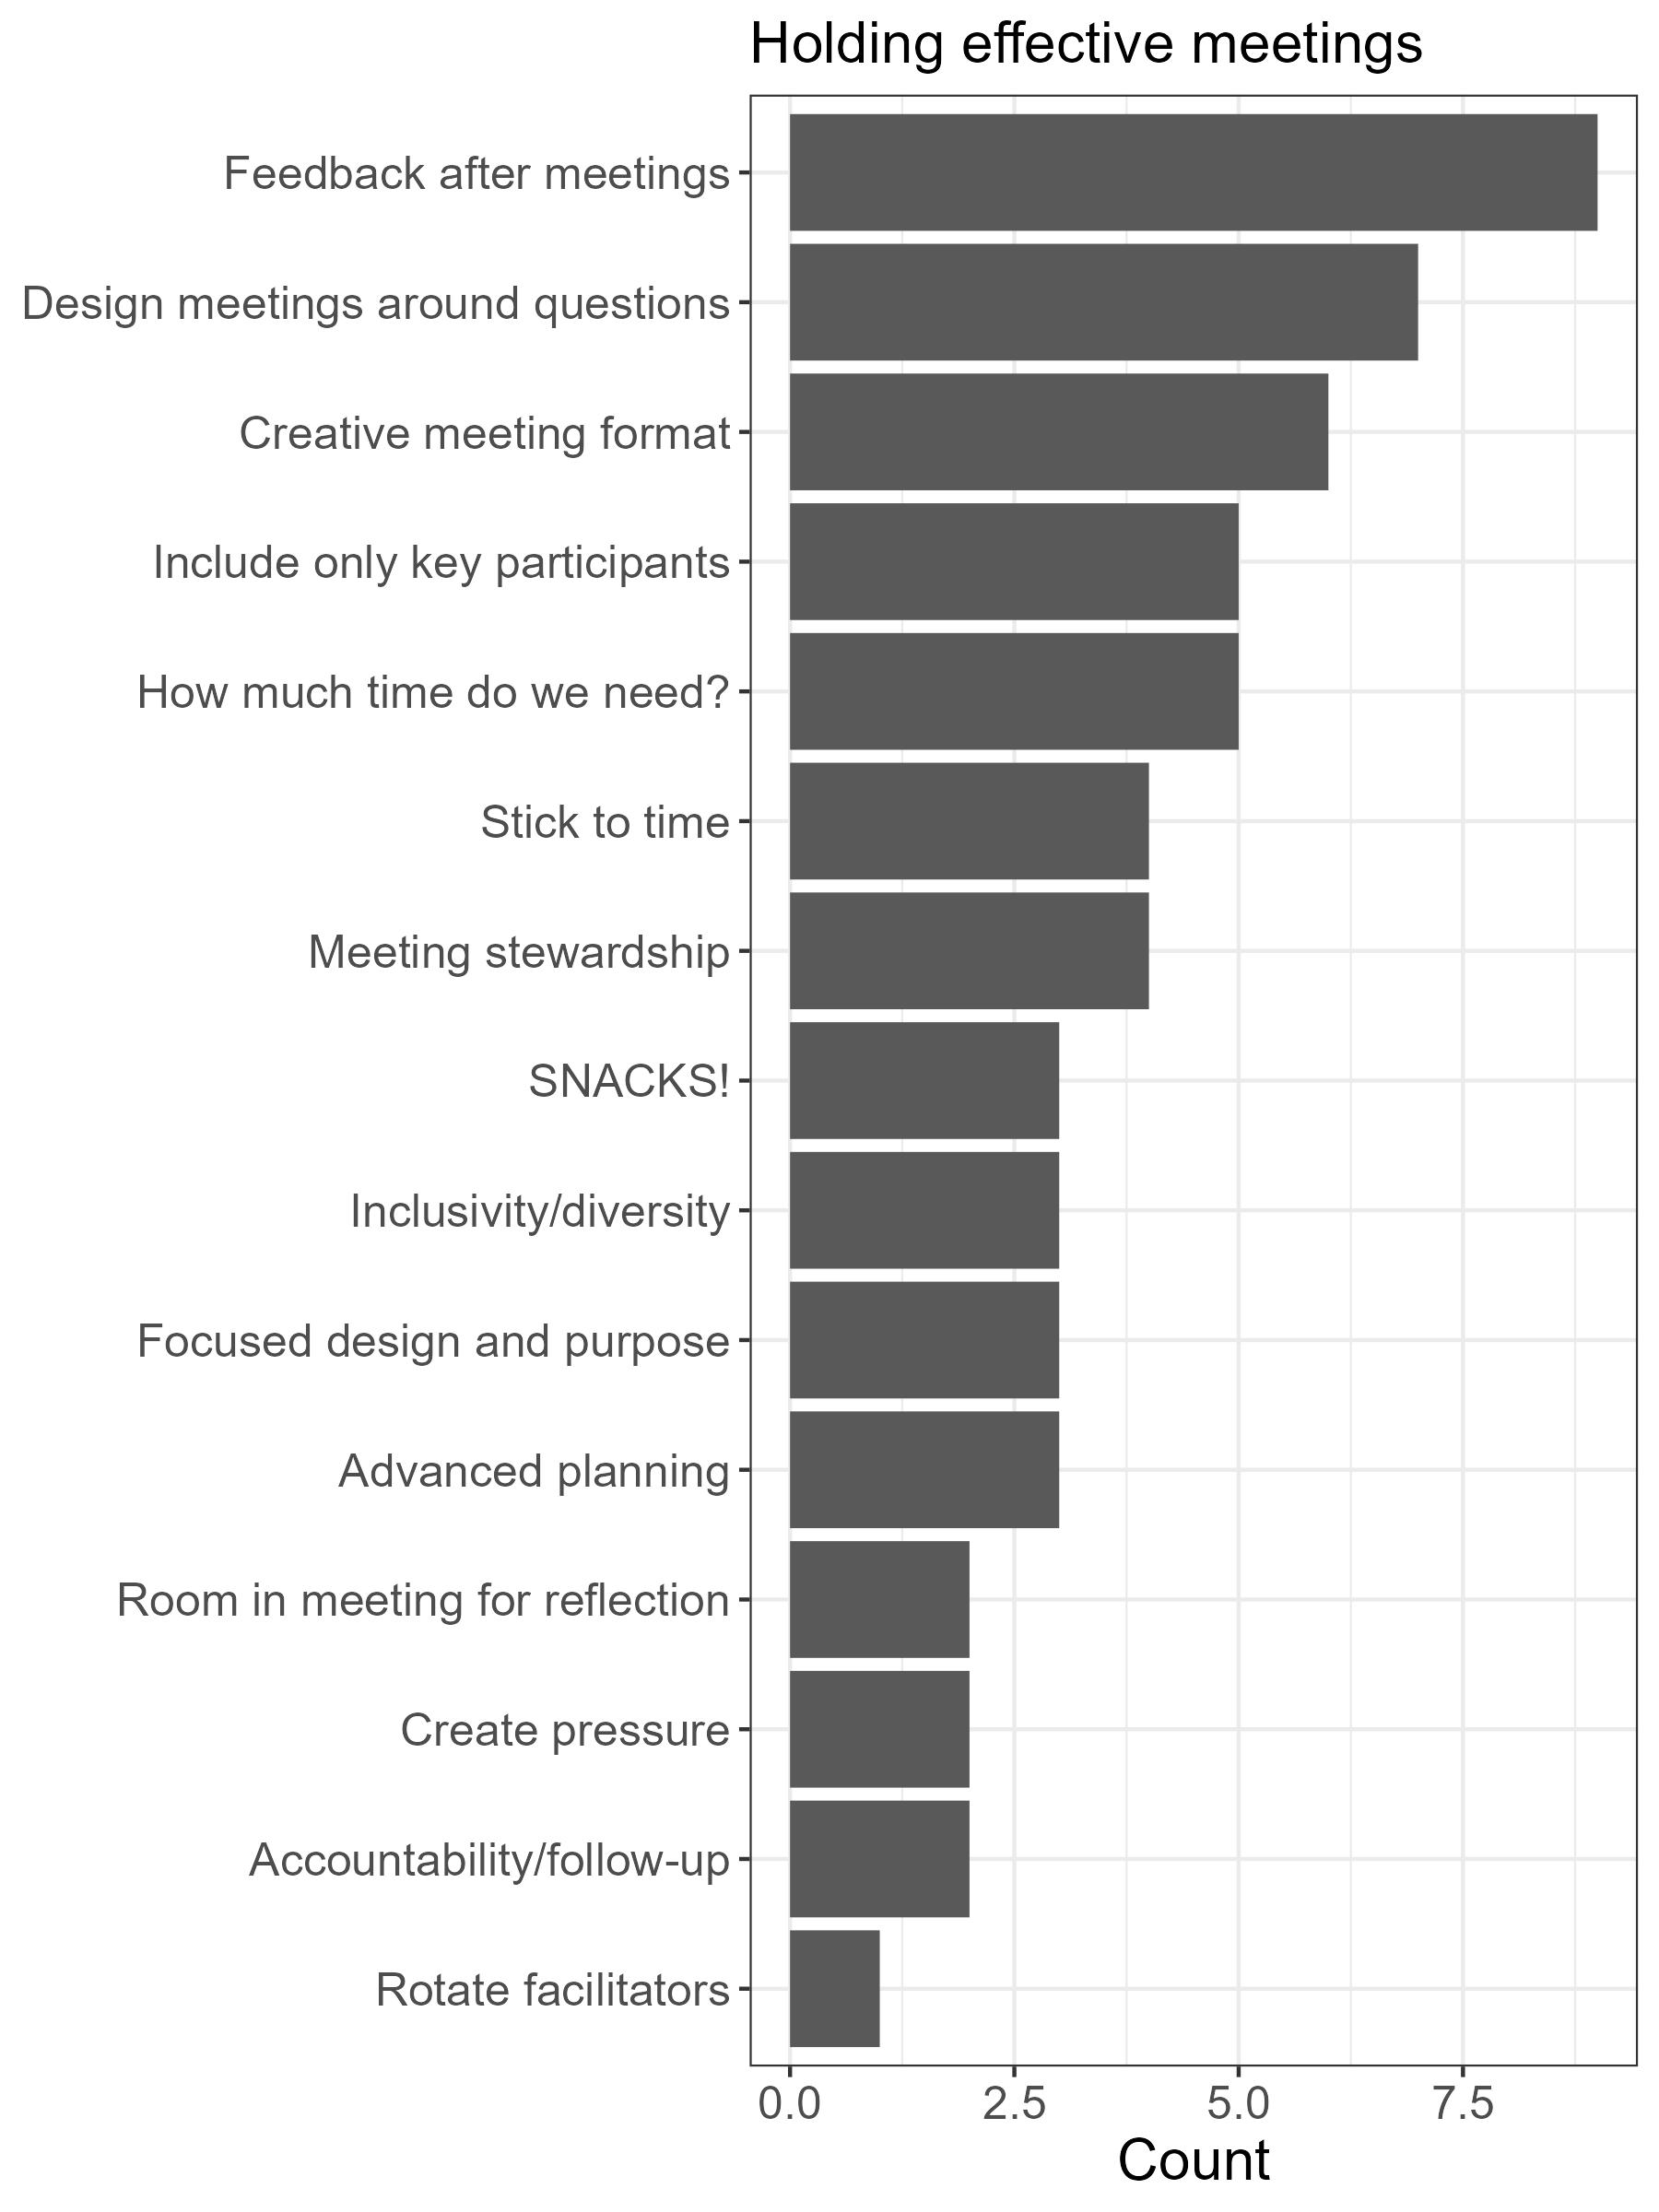 Holding effective meetings
Feedback after meetings
Design meetings around questions
Creative meeting format
Include only key participants
How much time do we need?
Stick to time
Meeting stewardship
SNACKS!
Inclusivity/diversity
Focused design and purpose
Advanced planning
Room in meeting for reflection
Create pressure
Accountability/follow-up
Rotate facilitators
0.0 2.5 5.0 7.5
Count